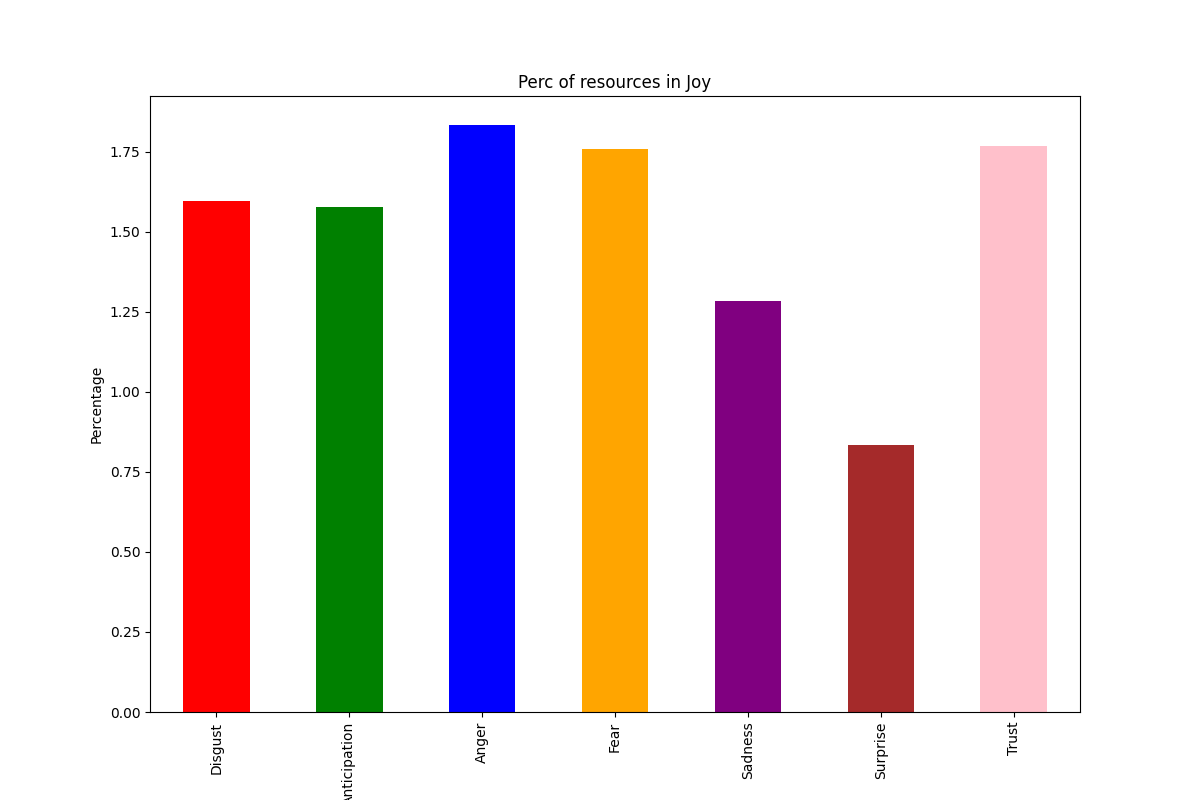 Perc of resources in Joy
Percentage
1.75
1.50
1.25
1.00
0.75
0.50
0.25
0.00
Disgust
nticipation
Anger
Fear
Sadness
Surprise
Trust